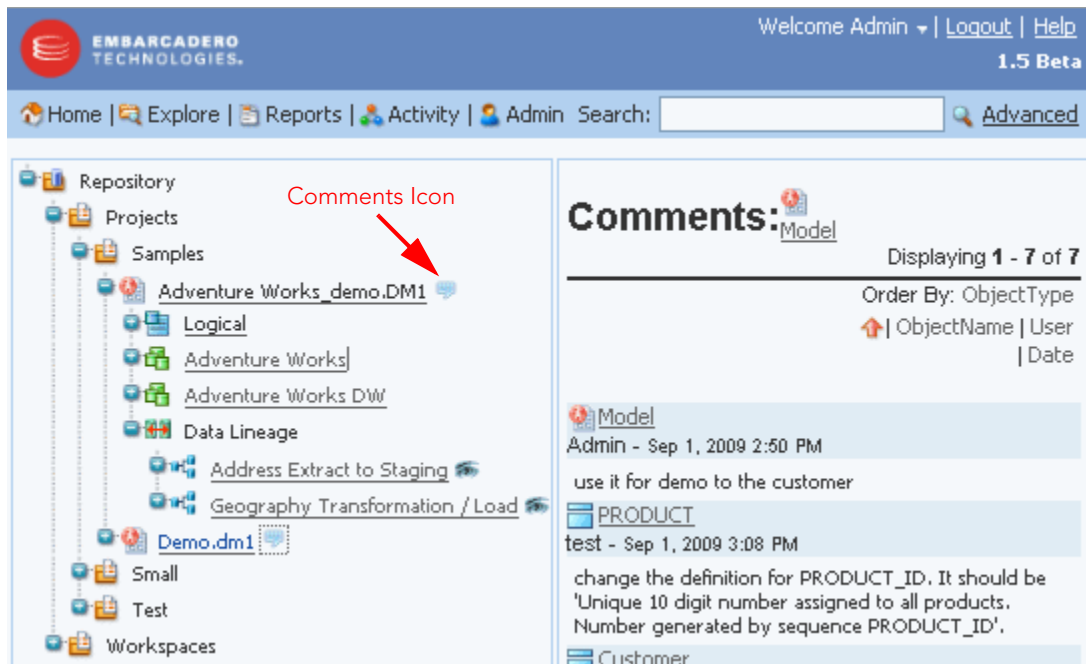 Welcome Admin | Logout | Help
EMBARCADERO
TECHNOLOGIES.
1.5 Beta
Home | Explore | Reports | Activity | Admin Search: Advanced
Repository
Projects
Samples
Adventure Works_demo.DM1
Logical
Adventure Works
Adventure Works DW
Data Lineage
Address Extract to Staging
Geography Transformation / Load
Demo.dm1
Small
Test
Workspaces
Comments Icon
Comments: Model
Displaying 1 - 7 of 7
Order By: ObjectType
| ObjectName | User
| Date
Model
Admin - Sep 1, 2009 2:50 PM
use it for demo to the customer
PRODUCT
test - Sep 1, 2009 3:08 PM
change the definition for PRODUCT_ID. It should be
'Unique 10 digit number assigned to all products.
Number generated by sequence PRODUCT_ID'.
Customer